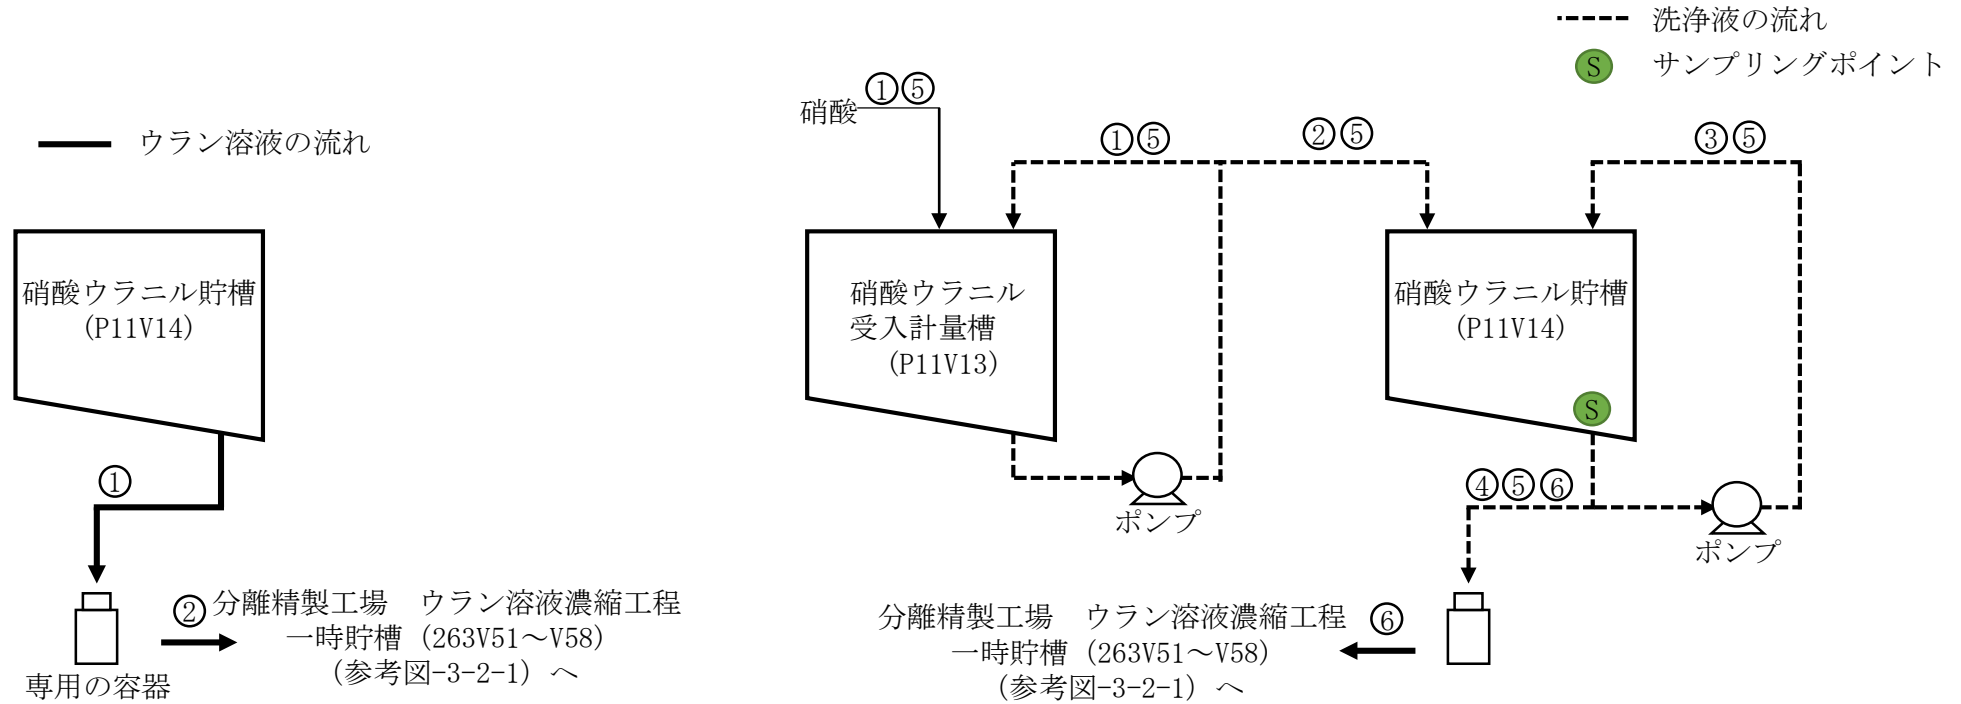 洗浄液の流れ
S サンプリングポイント
ウラン溶液の流れ
硝酸
①⑤
①⑤
②⑤
③⑤
硝酸ウラニル貯槽
(P11V14)
①
専用の容器
②
分離精製工場　ウラン溶液濃縮工程
一時貯槽（263V51～V58）
（参考図-3-2-1）へ
硝酸ウラニル
受入計量槽
(P11V13)
ポンプ
硝酸ウラニル貯槽
(P11V14)
S
④⑤⑥
ポンプ
分離精製工場　ウラン溶液濃縮工程
一時貯槽（263V51～V58）
（参考図-3-2-1）へ
⑥